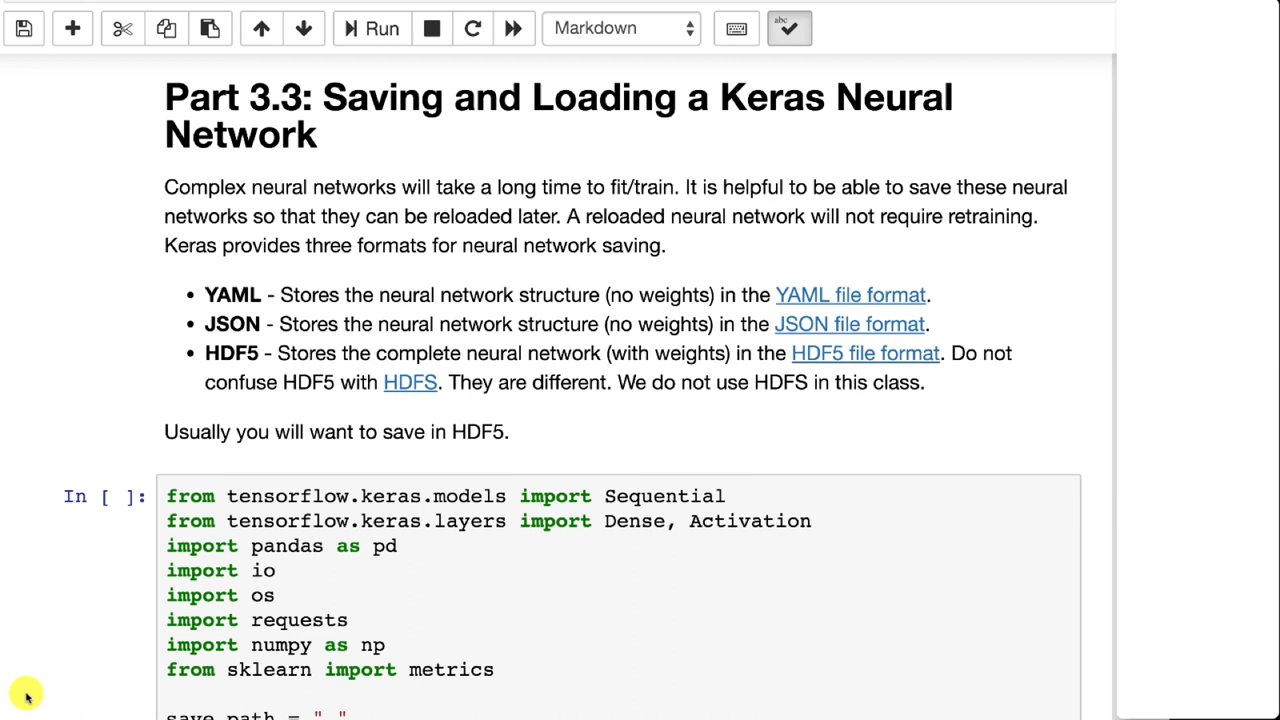 Run
Markdown
abc
Part 3.3: Saving and Loading a Keras Neural
Network
Complex neural networks will take a long time to fit/train. It is helpful to be able to save these neural
networks so that they can be reloaded later. A reloaded neural network will not require retraining.
Keras provides three formats for neural network saving.
• YAML - Stores the neural network structure (no weights) in the YAML file format.
• JSON - Stores the neural network structure (no weights) in the JSON file format.
• HDF5 - Stores the complete neural network (with weights) in the HDF5 file format. Do not
confuse HDF5 with HDFS. They are different. We do not use HDFS in this class.
Usually you will want to save in HDF5.
In [ ]: from tensorflow.keras.models import Sequential
from tensorflow.keras.layers import Dense, Activation
import pandas as pd
import io
import os
import requests
import numpy as np
from sklearn import metrics
save_path = "."